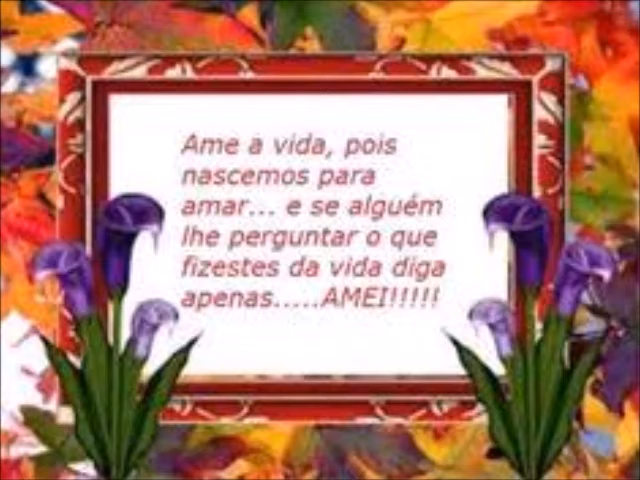 Ame a vida, pois
nascemos para
amar... e se alguém
lhe perguntar o que
fizestes da vida diga
apenas.....AMEI!!!!!